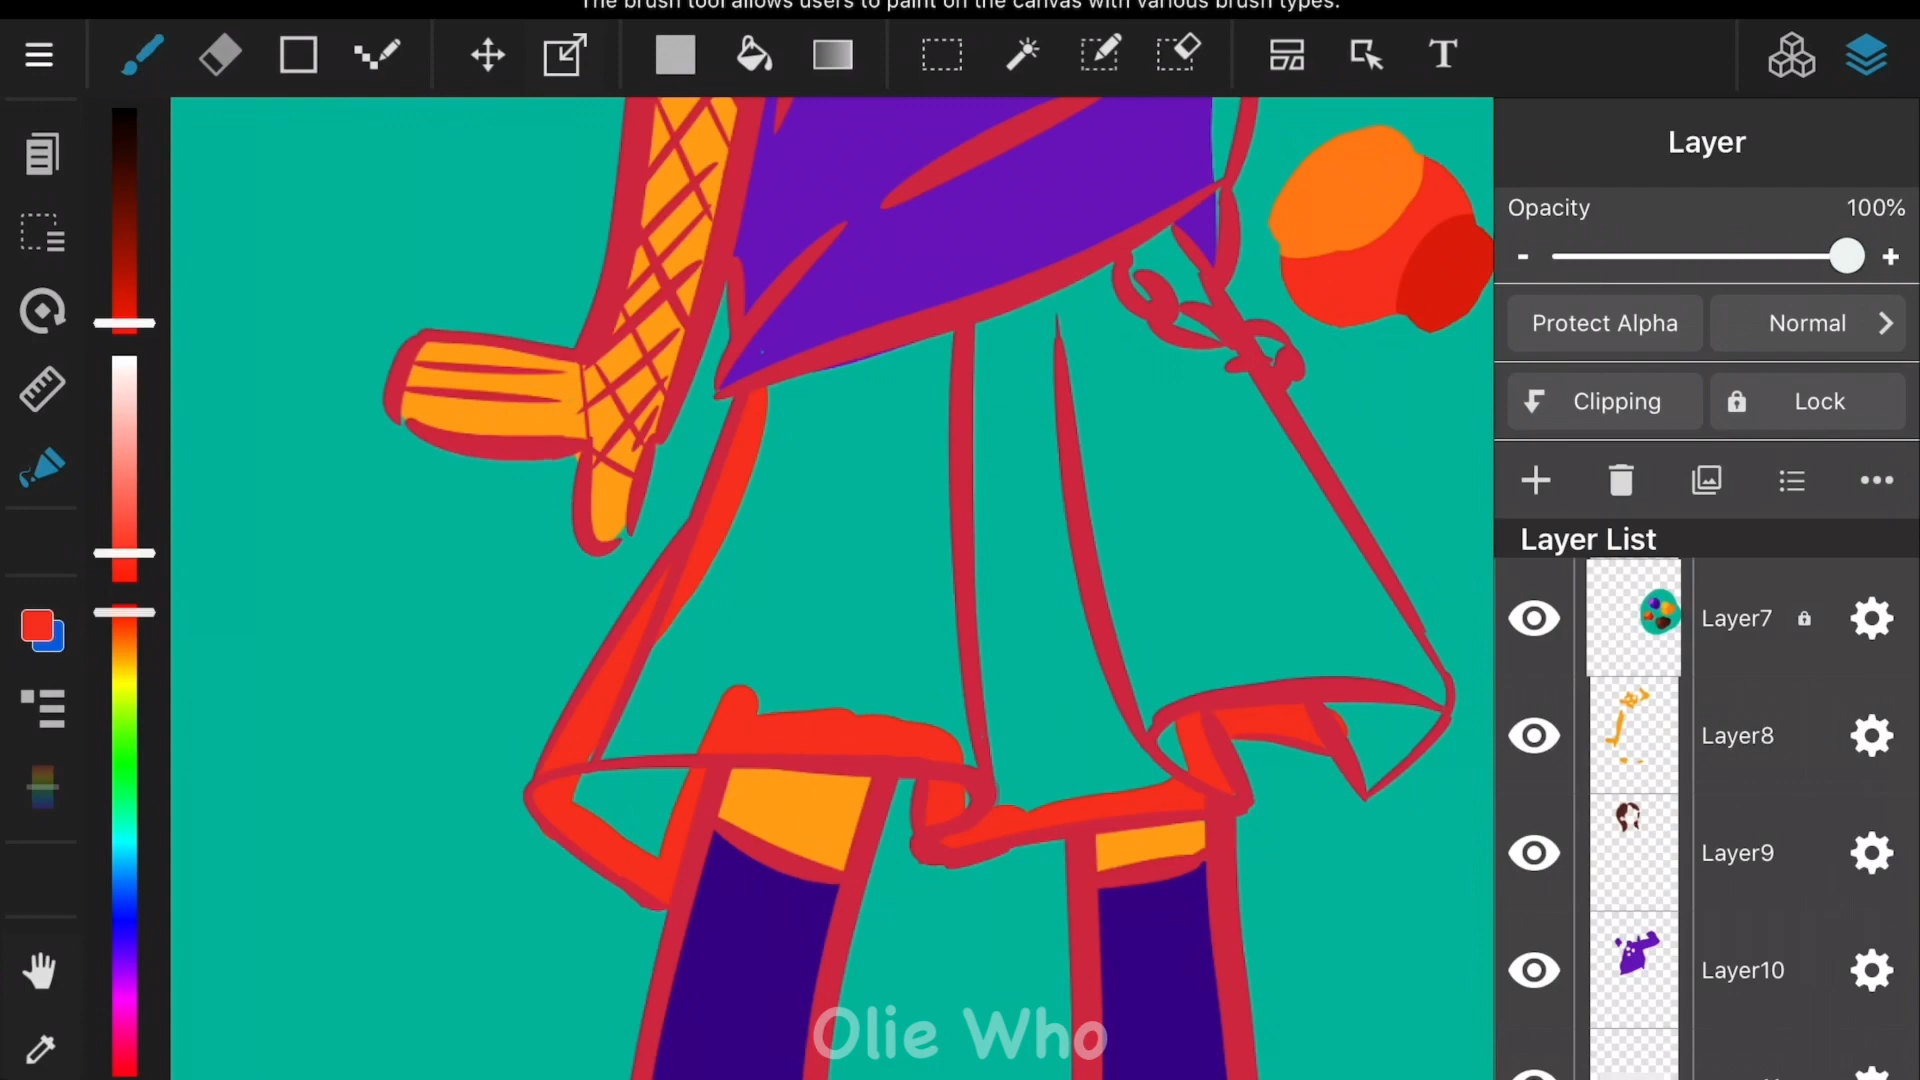 The brush tool allows users to paint on the canvas with various brush types.
T
Layer
Opacity 100%
- +
Protect Alpha Normal
Clipping Lock
Layer List
Layer7
Layer8
Layer9
Layer10
Olie Who